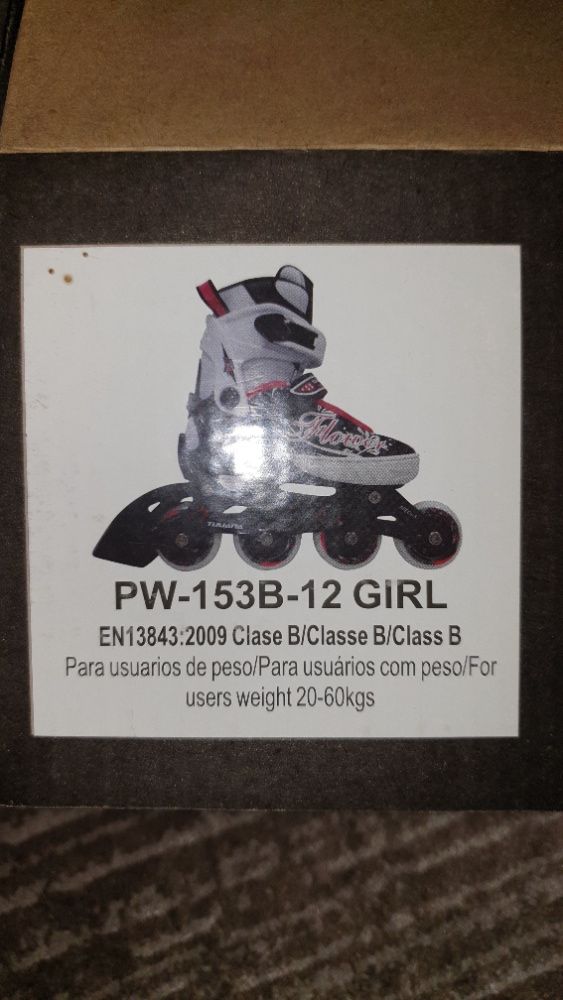 Flower
PW-153B-12 GIRL
EN13843:2009 Clase B/Classe B/Class B
Para usuarios de peso/Para usuários com peso/For
users weight 20-60kgs